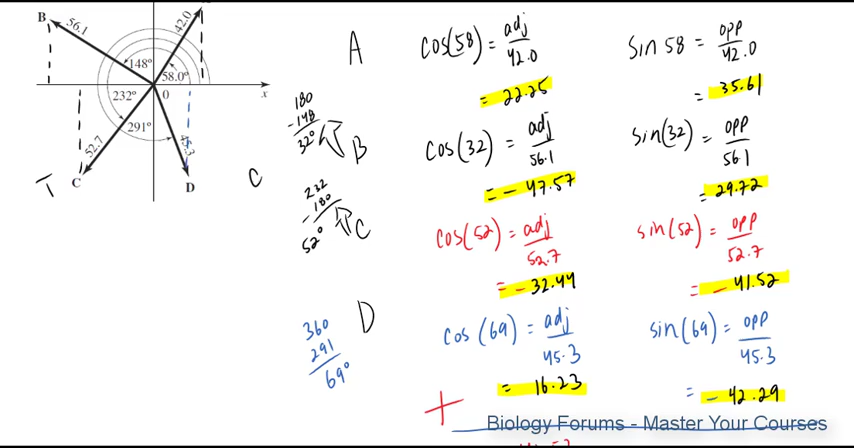 B
56.1
42.0
148°
58.0°
0
x
232°
291°
52.7
45.3
C
D
T
C
A
cos(58) = adj/42.0
sin 58 = opp/42.0
= 22.25
= 35.61
180
-148
32°
B
cos(32) = adj/56.1
sin(32) = opp/56.1
= -47.57
= 29.72
232
-180
52°
C
cos(52) = adj/52.7
sin(52) = opp/52.7
= -32.44
= -41.52
360
291
69°
D
cos(69) = adj/45.3
sin(69) = opp/45.3
= 16.23
= -42.29
+
Biology Forums - Master Your Courses